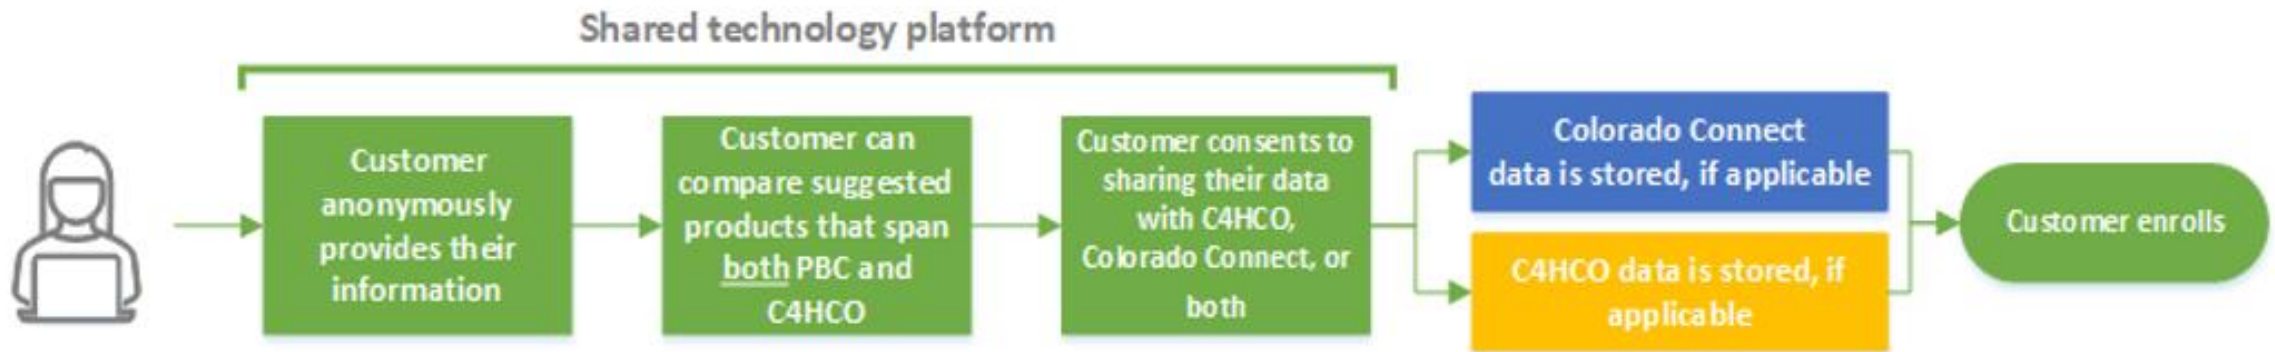 Shared technology platform
Customer
anonymously
provides their
information
Customer can
compare suggested
products that span
both PBC and
C4HCO
Customer consents to
sharing their data
with C4HCO,
Colorado Connect, or
both
Colorado Connect
data is stored, if applicable
C4HCO data is stored, if
applicable
Customer enrolls